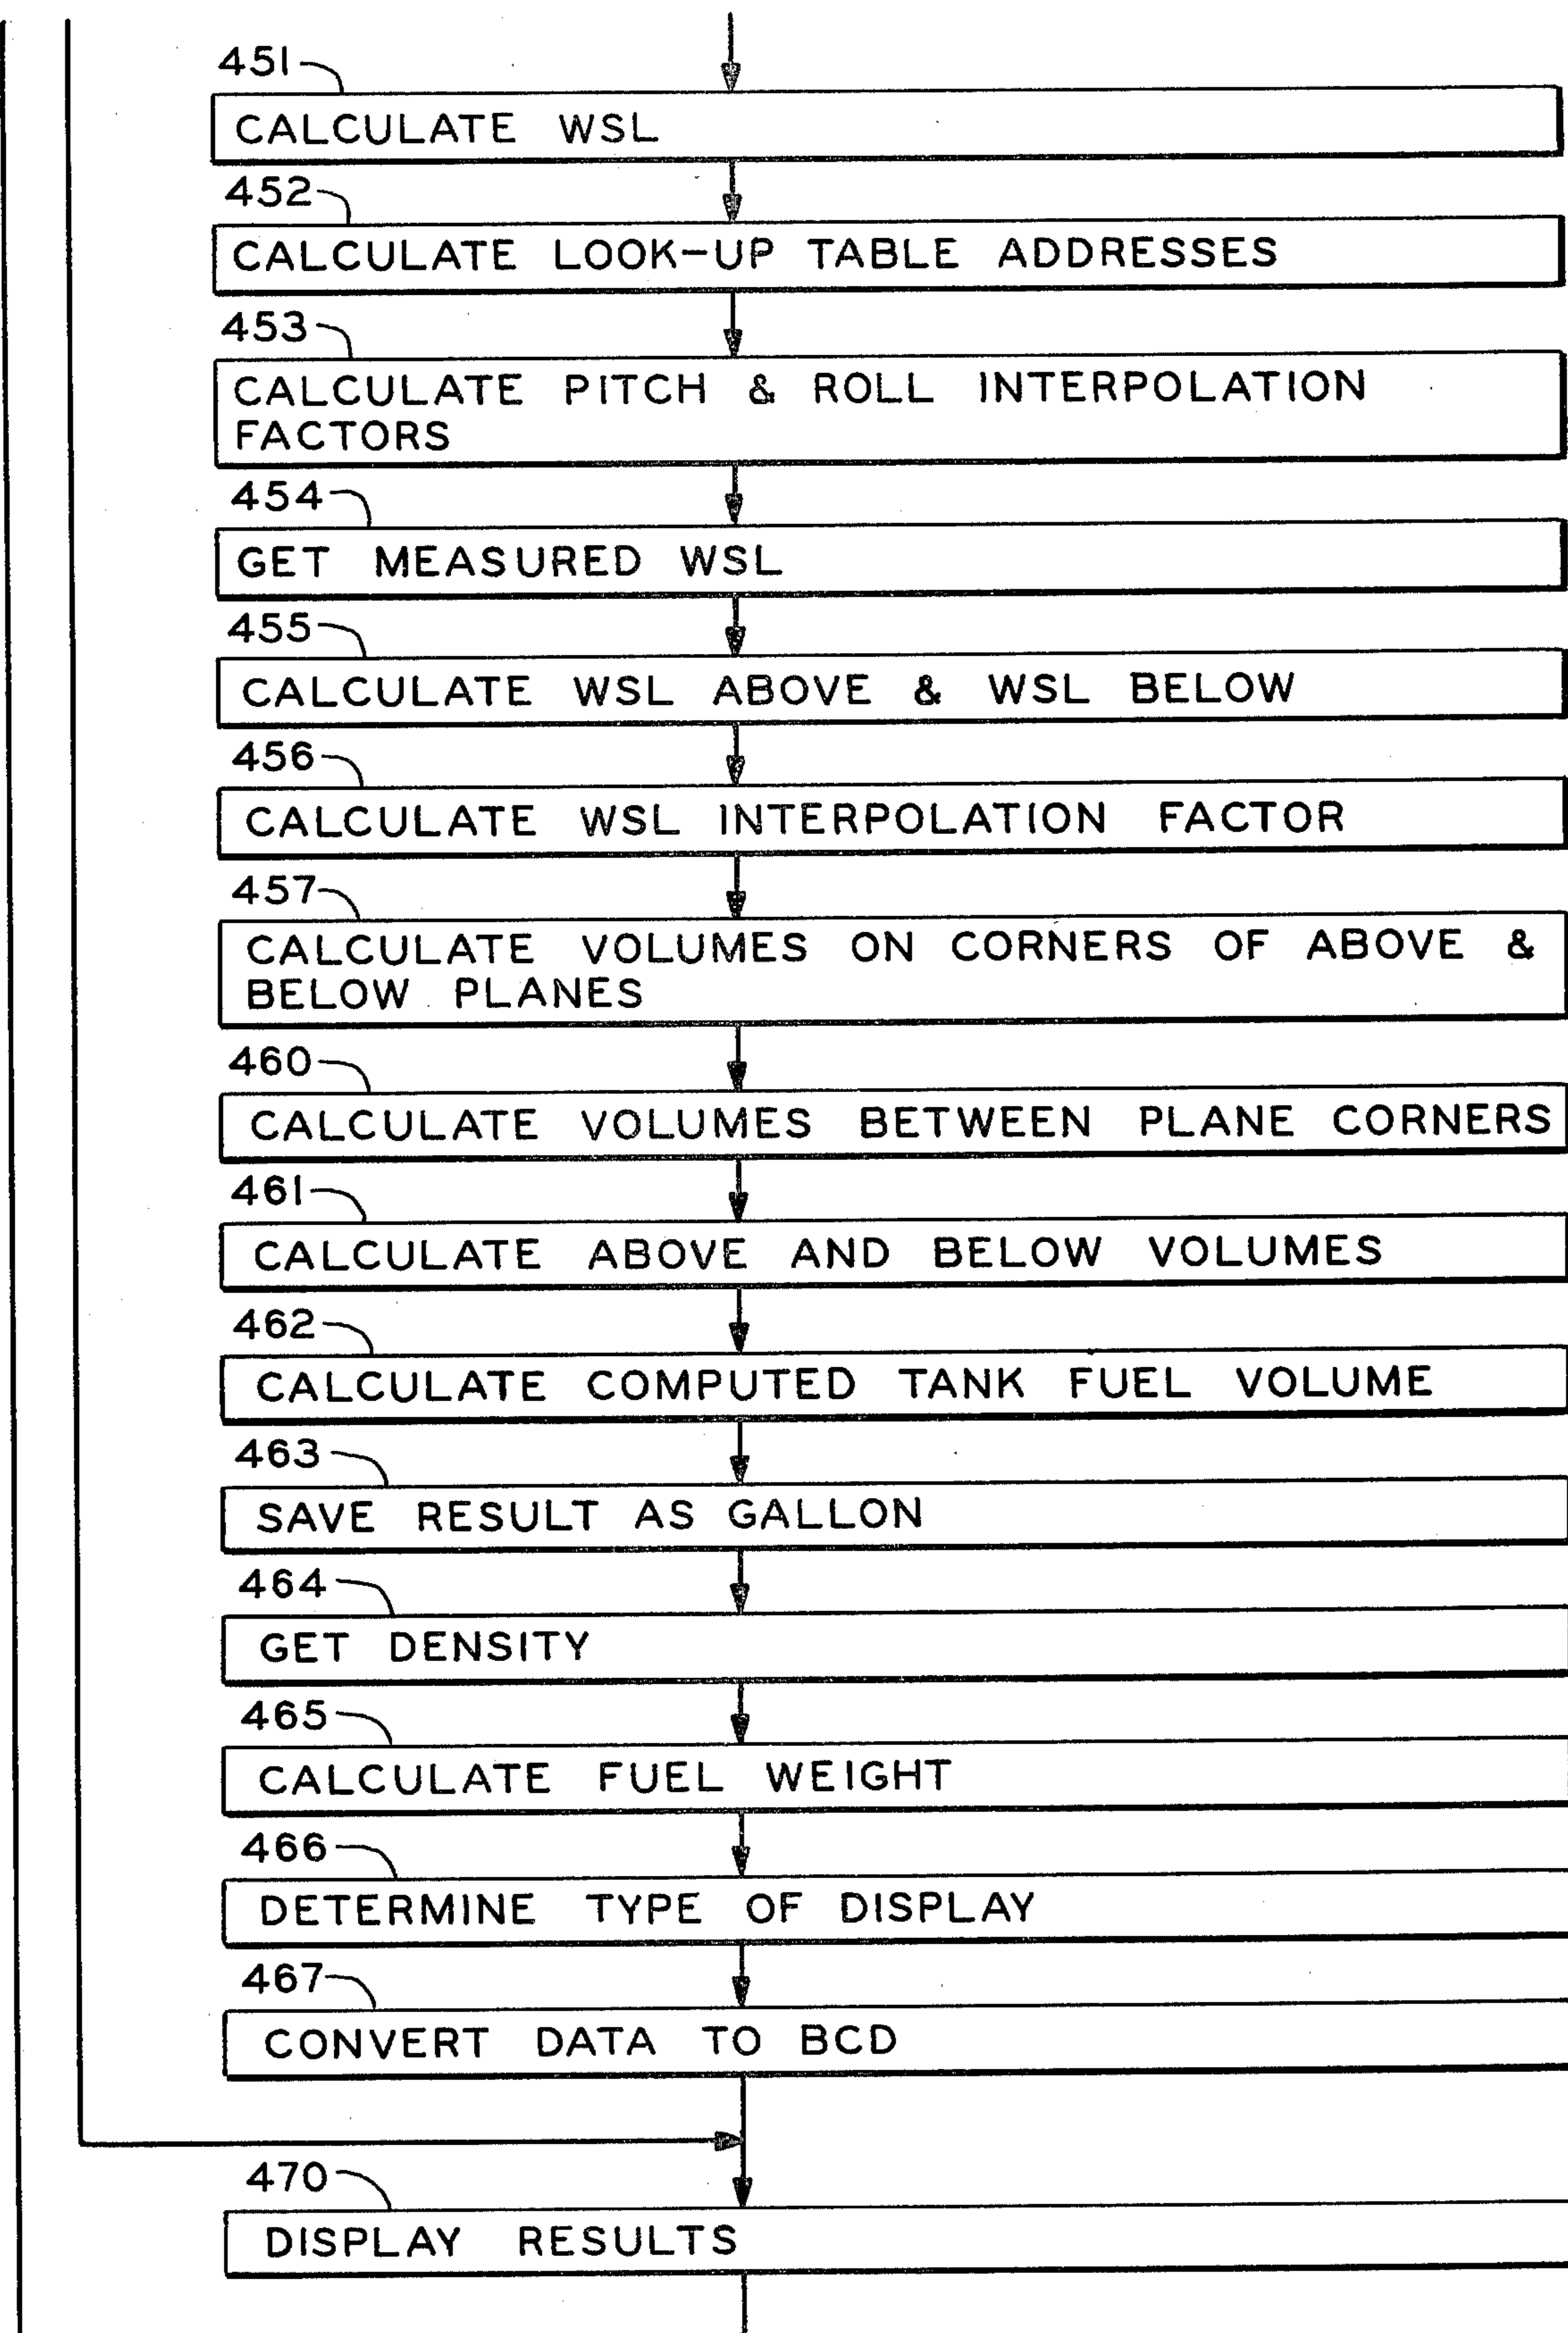 451
CALCULATE WSL
452
CALCULATE LOOK-UP TABLE ADDRESSES
453
CALCULATE PITCH & ROLL INTERPOLATION
FACTORS
454
GET MEASURED WSL
455
CALCULATE WSL ABOVE & WSL BELOW
456
CALCULATE WSL INTERPOLATION FACTOR
457
CALCULATE VOLUMES ON CORNERS OF ABOVE &
BELOW PLANES
460
CALCULATE VOLUMES BETWEEN PLANE CORNERS
461
CALCULATE ABOVE AND BELOW VOLUMES
462
CALCULATE COMPUTED TANK FUEL VOLUME
463
SAVE RESULT AS GALLON
464
GET DENSITY
465
CALCULATE FUEL WEIGHT
466
DETERMINE TYPE OF DISPLAY
467
CONVERT DATA TO BCD
470
DISPLAY RESULTS